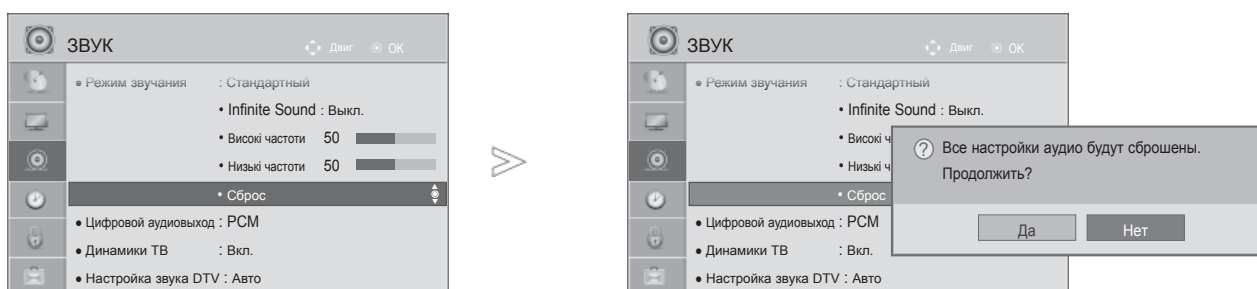 ЗВУК Двиг ОК
• Режим звучания : Стандартный
• Infinite Sound : Выкл.
• Високі частоти 50
• Низькі частоти 50
• Сброс
• Цифровой аудиовыход : PCM
• Динамики ТВ : Вкл.
• Настройка звука DTV : Авто
ЗВУК Двиг ОК
• Режим звучания : Стандартный
• Infinite Sound : Выкл.
• Високі ч
• Низькі ч
• Сброс
• Цифровой аудиовыход : PCM
• Динамики ТВ : Вкл.
• Настройка звука DTV : Авто
? Все настройки аудио будут сброшены.
Продолжить?
Да Нет